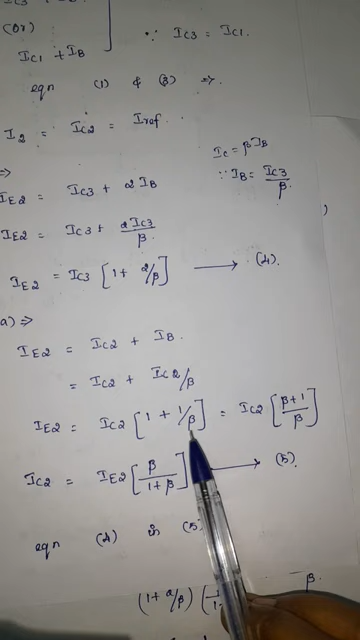 (or)
IC1 + IB
∵ IC3 = IC1.
eqn (1) & (3) ⇒.
I2 = IC2 = Iref.
IC = βIB
∵ IB = IC3/β
IE2 = IC3 + 2IB
IE2 = IC3 + 2IC3/β
IE2 = IC3 [1 + 2/β] ⟶ (4).
a) ⇒
IE2 = IC2 + IB.
= IC2 + IC2/β
IE2 = IC2 [1 + 1/β] = IC2 [β+1/β]
IC2 = IE2 [β/1+β] ⟶ (5).
eqn (4) in (5)
(1 + 2/β)
β.